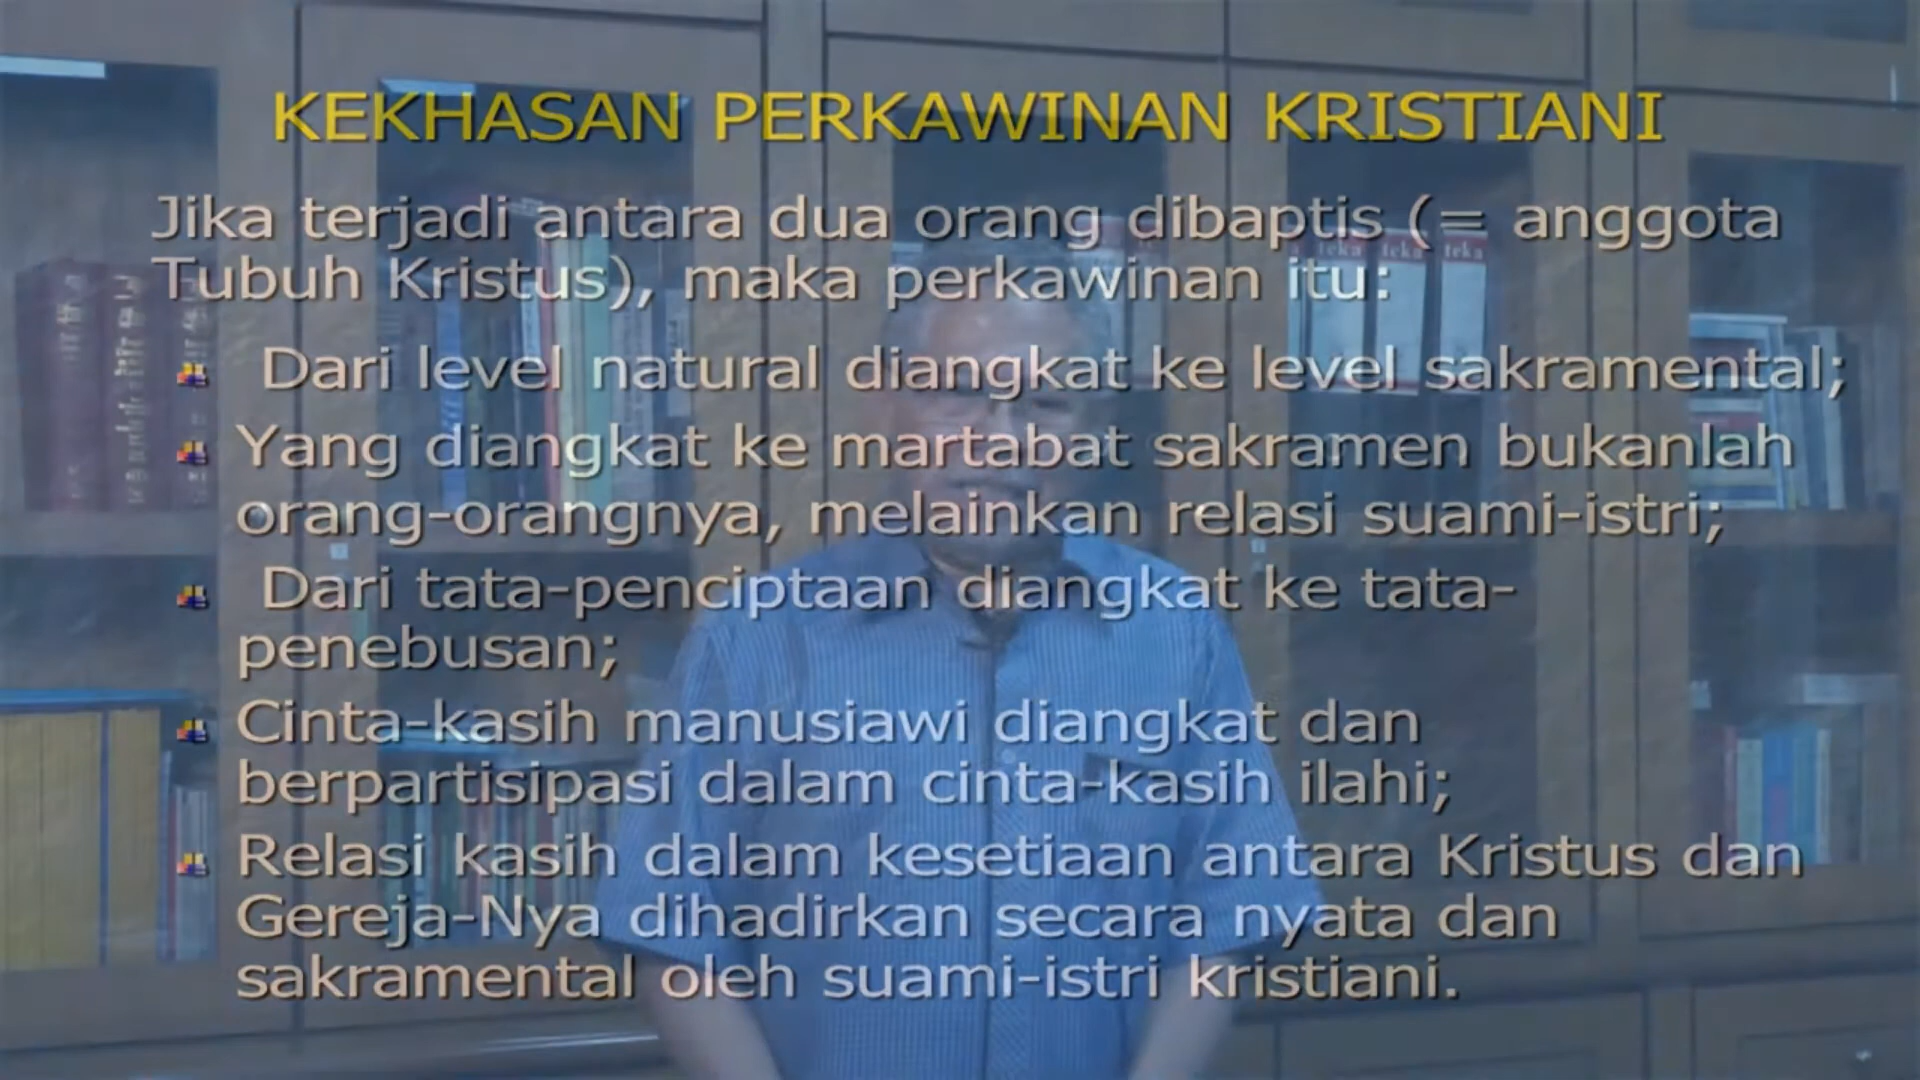 KEKHASAN PERKAWINAN KRISTIANI
Jika terjadi antara dua orang dibaptis (= anggota
Tubuh Kristus), maka perkawinan itu:
Dari level natural diangkat ke level sakramental;
Yang diangkat ke martabat sakramen bukanlah
orang-orangnya, melainkan relasi suami-istri;
Dari tata-penciptaan diangkat ke tata-
penebusan;
Cinta-kasih manusiawi diangkat dan
berpartisipasi dalam cinta-kasih ilahi;
Relasi kasih dalam kesetiaan antara Kristus dan
Gereja-Nya dihadirkan secara nyata dan
sakramental oleh suami-istri kristiani.
teka
teka
teka